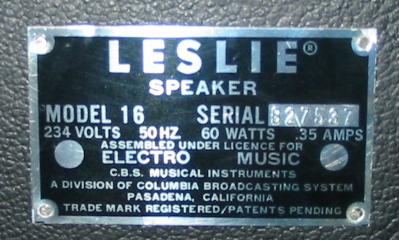 LESLIE®
SPEAKER
MODEL 16 SERIAL 327537
234 VOLTS 50HZ. 60 WATTS .35 AMPS
ASSEMBLED UNDER LICENCE FOR
ELECTRO MUSIC
C.B.S. MUSICAL INSTRUMENTS
A DIVISION OF COLUMBIA BROADCASTING SYSTEM
PASADENA, CALIFORNIA
TRADE MARK REGISTERED/PATENTS PENDING